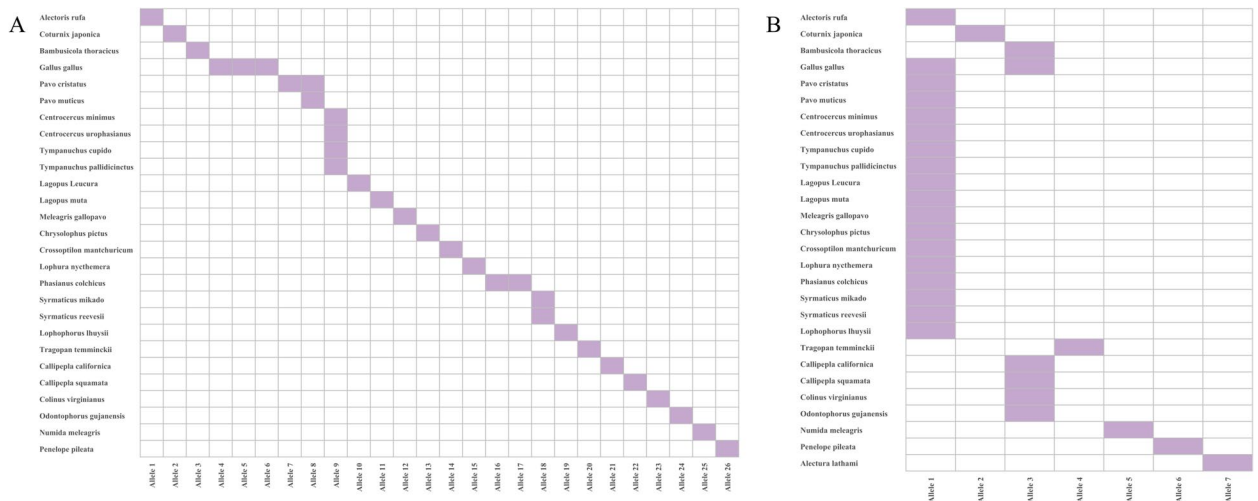 A
Alectoris rufa
Coturnix japonica
Bambusicola thoracicus
Gallus gallus
Pavo cristatus
Pavo muticus
Centrocercus minimus
Centrocercus urophasianus
Tympanuchus cupido
Tympanuchus pallidicinctus
Lagopus Leucura
Lagopus muta
Meleagris gallopavo
Chrysolophus pictus
Crossoptilon mantchuricum
Lophura nycthemera
Phasianus colchicus
Syrmaticus mikado
Syrmaticus reevesii
Lophophorus lhuysii
Tragopan temminckii
Callipepla californica
Callipepla squamata
Colinus virginianus
Odontophorus gujanensis
Numida meleagris
Penelope pileata
Allele 1
Allele 2
Allele 3
Allele 4
Allele 5
Allele 6
Allele 7
Allele 8
Allele 9
Allele 10
Allele 11
Allele 12
Allele 13
Allele 14
Allele 15
Allele 16
Allele 17
Allele 18
Allele 19
Allele 20
Allele 21
Allele 22
Allele 23
Allele 24
Allele 25
Allele 26
B
Alectoris rufa
Coturnix japonica
Bambusicola thoracicus
Gallus gallus
Pavo cristatus
Pavo muticus
Centrocercus minimus
Centrocercus urophasianus
Tympanuchus cupido
Tympanuchus pallidicinctus
Lagopus Leucura
Lagopus muta
Meleagris gallopavo
Chrysolophus pictus
Crossoptilon mantchuricum
Lophura nycthemera
Phasianus colchicus
Syrmaticus mikado
Syrmaticus reevesii
Lophophorus lhuysii
Tragopan temminckii
Callipepla californica
Callipepla squamata
Colinus virginianus
Odontophorus gujanensis
Numida meleagris
Penelope pileata
Alectura lathami
Allele 1
Allele 2
Allele 3
Allele 4
Allele 5
Allele 6
Allele 7